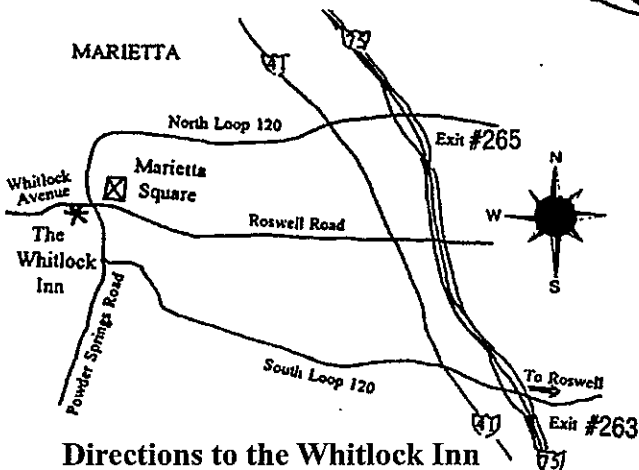 75
41
MARIETTA
North Loop 120
Exit #265
Marietta
Square
Whitlock
Avenue
N
W
E
S
The
Whitlock
Inn
Roswell Road
Powder Springs Road
South Loop 120
To Roswell
41
Exit #263
75
Directions to the Whitlock Inn